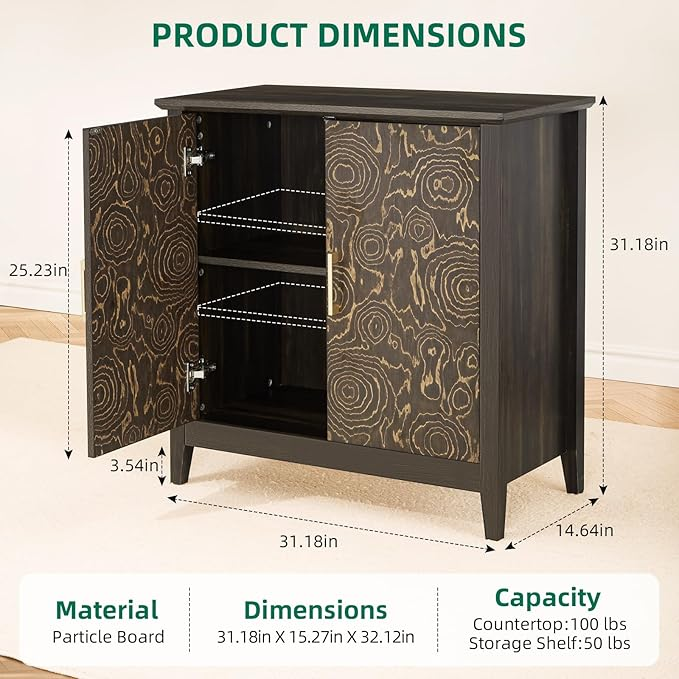 PRODUCT DIMENSIONS
25.23in
31.18in
3.54in
31.18in
14.64in
Material
Particle Board
Dimensions
31.18in X 15.27in X 32.12in
Capacity
Countertop:100 lbs
Storage Shelf:50 lbs